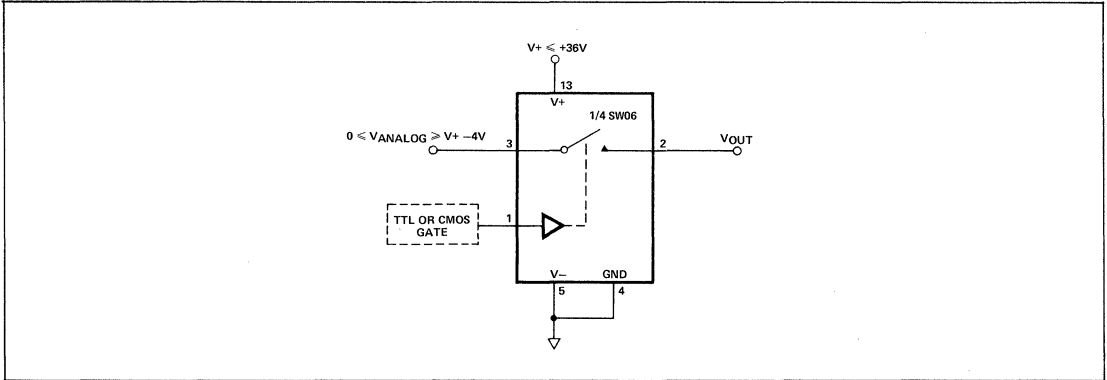 V+ ⩽ +36V
13
V+
1/4 SW06
0 ⩽ VANALOG ⩾ V+ –4V
3
2
VOUT
TTL OR CMOS
GATE
1
V–
GND
5
4